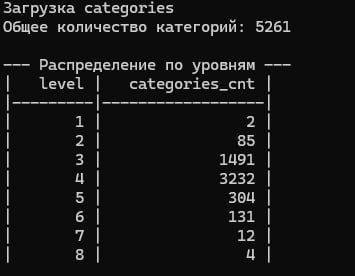 Загрузка categories
Общее количество категорий: 5261
--- Распределение по уровням ---
| level | categories_cnt |
|---------|------------------|
| 1 | 2 |
| 2 | 85 |
| 3 | 1491 |
| 4 | 3232 |
| 5 | 304 |
| 6 | 131 |
| 7 | 12 |
| 8 | 4 |